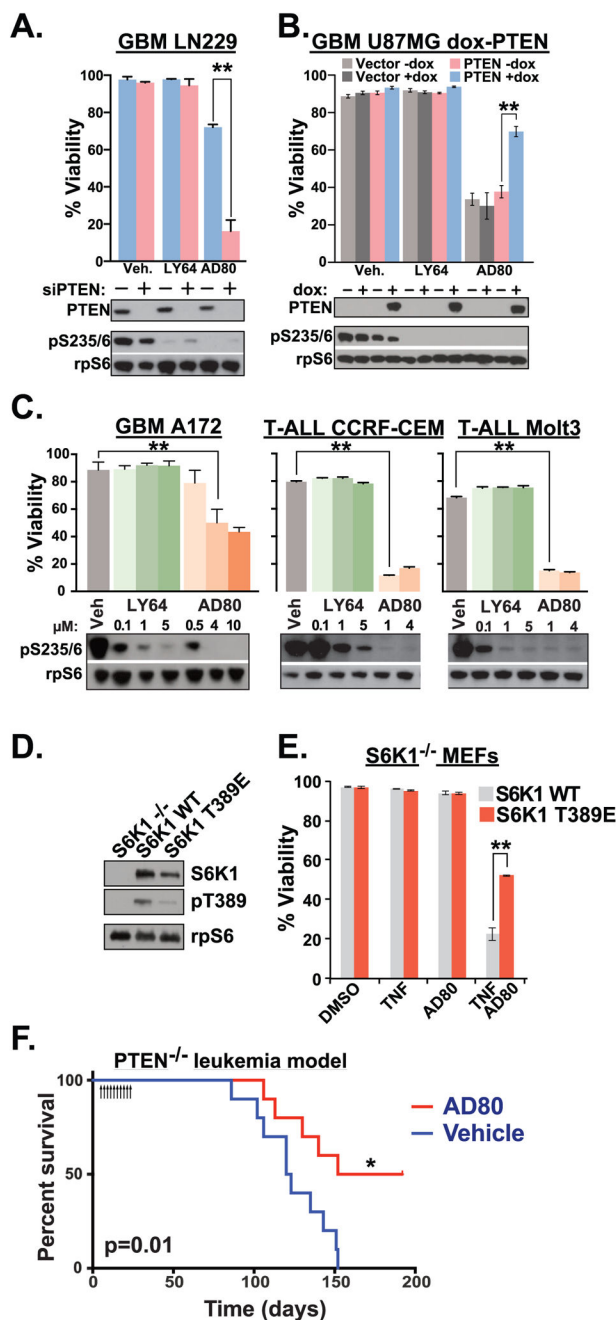 A.
GBM LN229
**
% Viability
100
80
60
40
20
0
Veh. LY64 AD80
siPTEN: – + – + – +
PTEN
pS235/6
rpS6
B.
GBM U87MG dox-PTEN
Vector -dox PTEN -dox
Vector +dox PTEN +dox
**
% Viability
100
80
60
40
20
0
Veh. LY64 AD80
dox: – + – + – + – + – + – +
PTEN
pS235/6
rpS6
C.
GBM A172
**
% Viability
100
80
60
40
20
0
Veh LY64 AD80
µM: 0.1 1 5 0.5 4 10
pS235/6
rpS6
T-ALL CCRF-CEM
**
Veh LY64 AD80
0.1 1 5 1 4
T-ALL Molt3
**
Veh LY64 AD80
0.1 1 5 1 4
D.
S6K1 -/-
S6K1 WT
S6K1 T389E
S6K1
pT389
rpS6
E.
S6K1-/- MEFs
S6K1 WT
S6K1 T389E
**
% Viability
100
80
60
40
20
0
DMSO
TNF
AD80
TNF
AD80
F.
PTEN-/- leukemia model
AD80
Vehicle
*
Percent survival
100
50
0
p=0.01
0 50 100 150 200
Time (days)